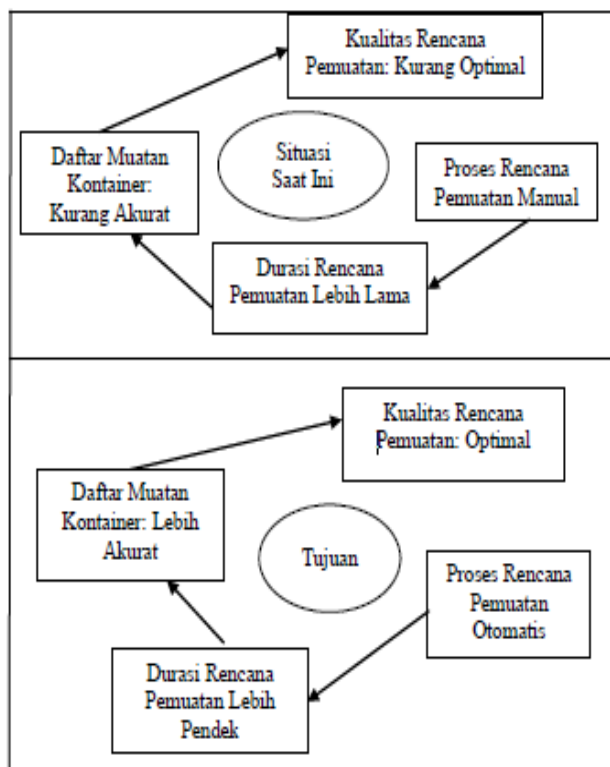 Kualitas Rencana
Pemuatan: Kurang Optimal
Daftar Muatan
Kontainer:
Kurang Akurat
Situasi
Saat Ini
Proses Rencana
Pemuatan Manual
Durasi Rencana
Pemuatan Lebih Lama
Kualitas Rencana
Pemuatan: Optimal
Daftar Muatan
Kontainer: Lebih
Akurat
Tujuan
Proses Rencana
Pemuatan
Otomatis
Durasi Rencana
Pemuatan Lebih
Pendek